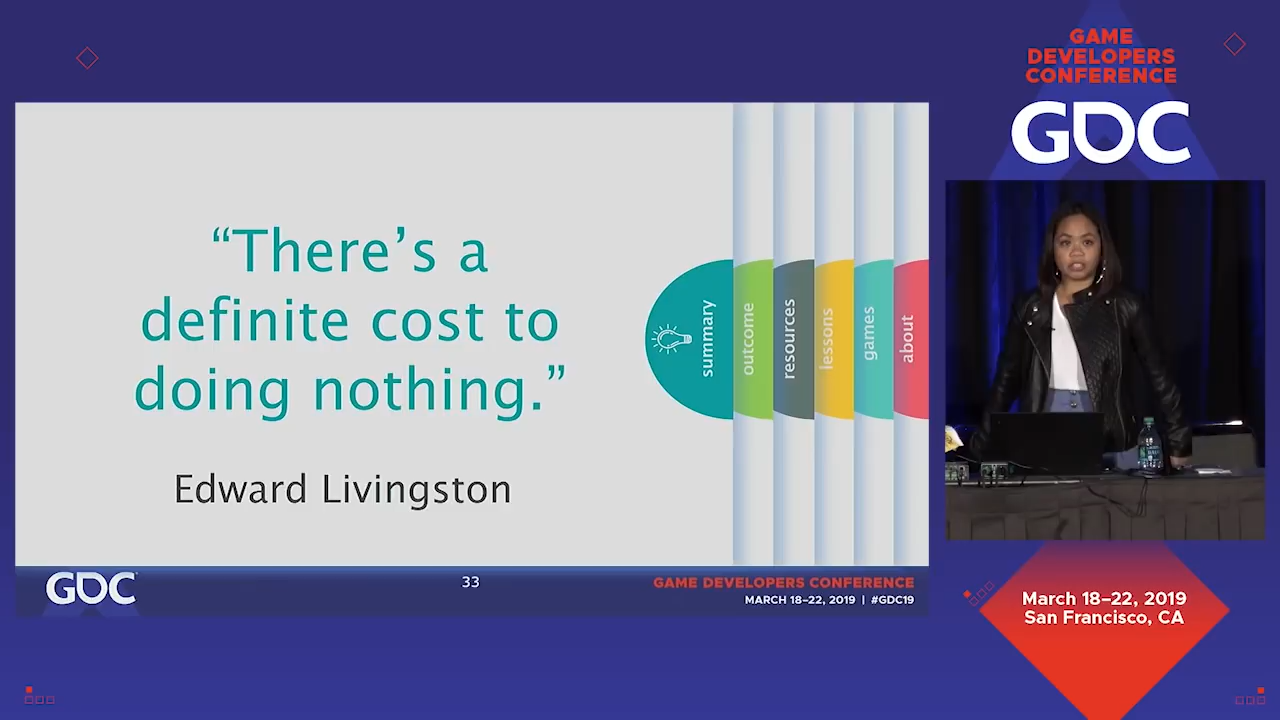 GAME
DEVELOPERS
CONFERENCE
GDC
“There’s a
definite cost to
doing nothing.”
Edward Livingston
summary
outcome
resources
lessons
games
about
GDC
33
GAME DEVELOPERS CONFERENCE
MARCH 18–22, 2019 | #GDC19
March 18–22, 2019
San Francisco, CA